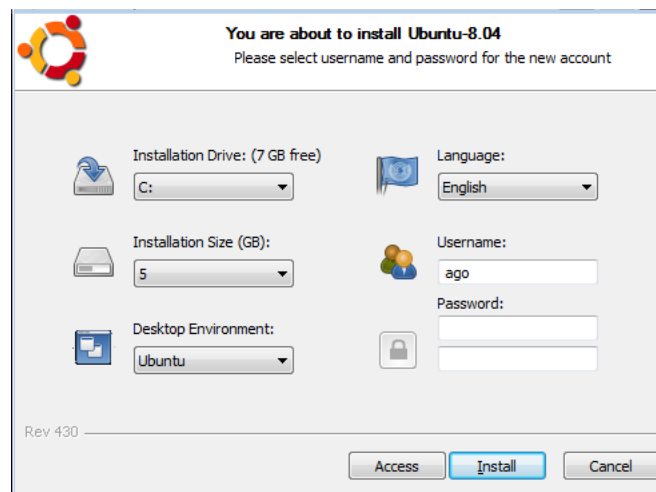 You are about to install Ubuntu-8.04
Please select username and password for the new account
Installation Drive: (7 GB free)
C:
Installation Size (GB):
5
Desktop Environment:
Ubuntu
Language:
English
Username:
ago
Password:
Rev 430
Access
Install
Cancel